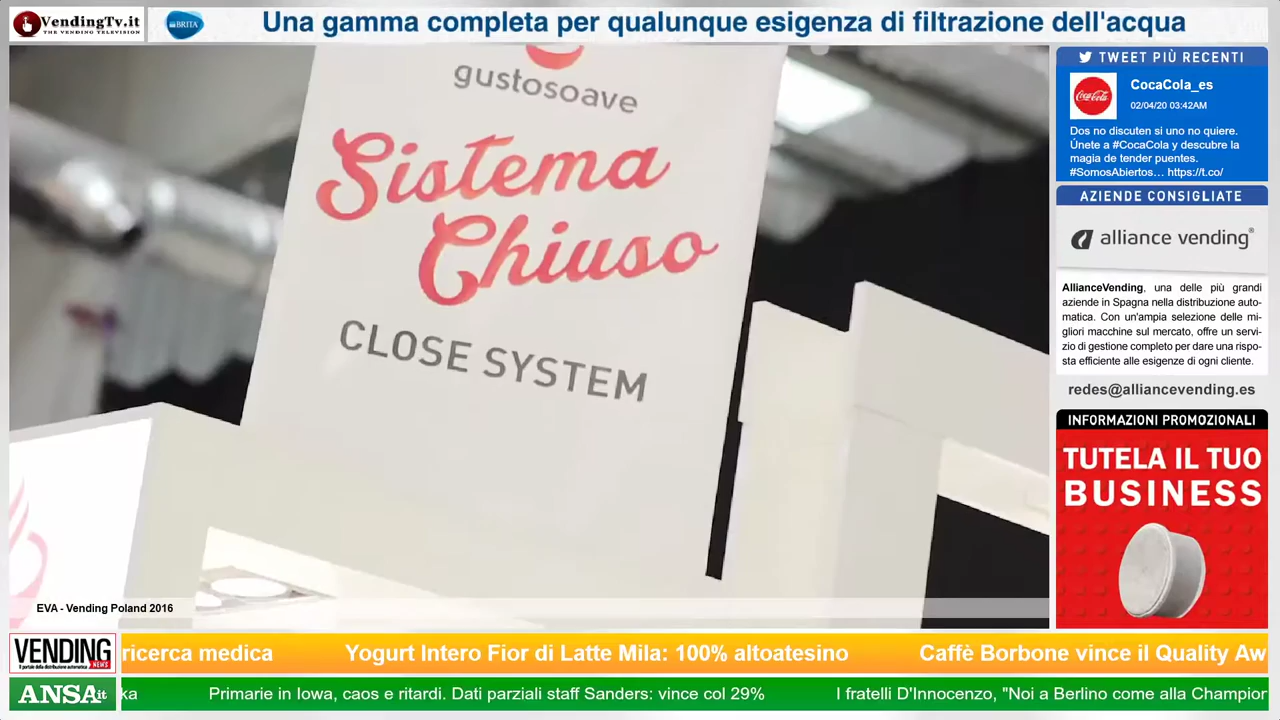 VendingTv.it
THE VENDING TELEVISION
BRITA
Una gamma completa per qualunque esigenza di filtrazione dell'acqua
gustosoave
Sistema
Chiuso
CLOSE SYSTEM
EVA - Vending Poland 2016
TWEET PIÙ RECENTI
CocaCola_es
02/04/20 03:42AM
Coca-Cola
Dos no discuten si uno no quiere.
Únete a #CocaCola y descubre la
magia de tender puentes.
#SomosAbiertos… https://t.co/
AZIENDE CONSIGLIATE
alliance vending®
AllianceVending, una delle più grandi
aziende in Spagna nella distribuzione auto-
matica. Con un'ampia selezione delle mi-
gliori macchine sul mercato, offre un servi-
zio di gestione completo per dare una rispo-
sta efficiente alle esigenze di ogni cliente.
redes@alliancevending.es
INFORMAZIONI PROMOZIONALI
TUTELA IL TUO
BUSINESS
VENDING NEWS
Il portale della distribuzione automatica
ricerca medica Yogurt Intero Fior di Latte Mila: 100% altoatesino Caffè Borbone vince il Quality Aw
ANSA.it
ka Primarie in Iowa, caos e ritardi. Dati parziali staff Sanders: vince col 29% I fratelli D'Innocenzo, "Noi a Berlino come alla Champior